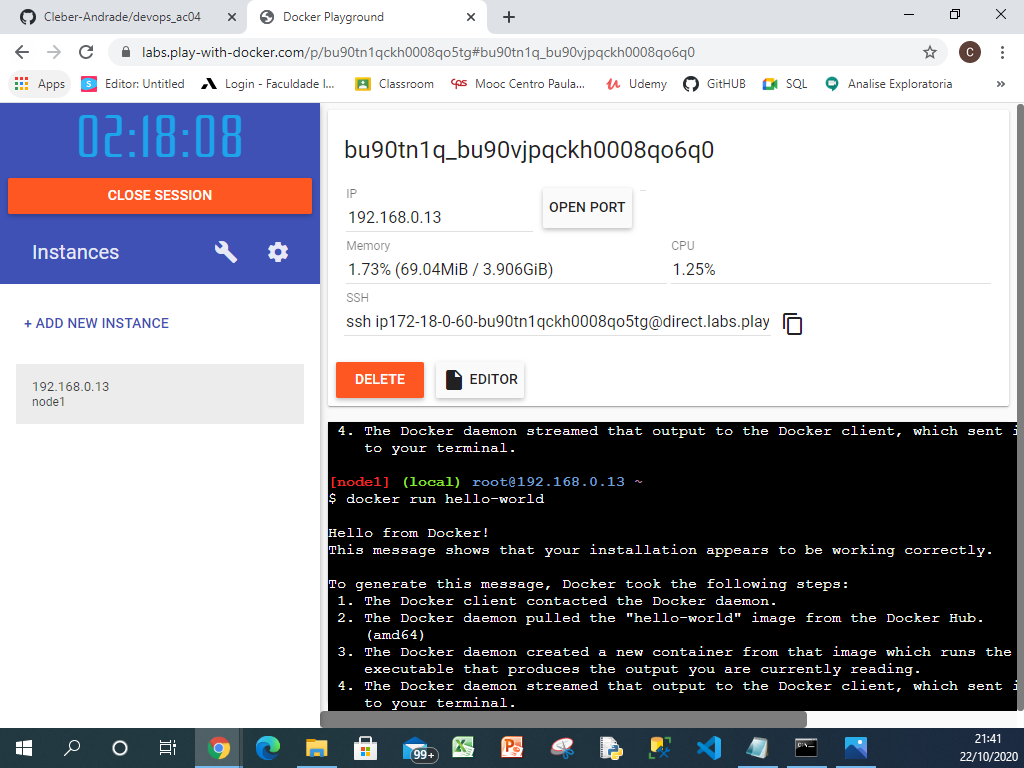 Cleber-Andrade/devops_ac04
Docker Playground
labs.play-with-docker.com/p/bu90tn1qckh0008qo5tg#bu90tn1q_bu90vjpqckh0008qo6q0
C
Apps
Editor: Untitled
Login - Faculdade I...
Classroom
cps
Mooc Centro Paula...
Udemy
GitHUB
SQL
Analise Exploratoria
»
02:18:08
CLOSE SESSION
Instances
+ ADD NEW INSTANCE
192.168.0.13
node1
bu90tn1q_bu90vjpqckh0008qo6q0
IP
192.168.0.13
OPEN PORT
Memory
1.73% (69.04MiB / 3.906GiB)
CPU
1.25%
SSH
ssh ip172-18-0-60-bu90tn1qckh0008qo5tg@direct.labs.play
DELETE
EDITOR
4. The Docker daemon streamed that output to the Docker client, which sent i
to your terminal.
[node1] (local) root@192.168.0.13 ~
$ docker run hello-world
Hello from Docker!
This message shows that your installation appears to be working correctly.
To generate this message, Docker took the following steps:
1. The Docker client contacted the Docker daemon.
2. The Docker daemon pulled the "hello-world" image from the Docker Hub.
(amd64)
3. The Docker daemon created a new container from that image which runs the
executable that produces the output you are currently reading.
4. The Docker daemon streamed that output to the Docker client, which sent i
to your terminal.
99+
21:41
22/10/2020